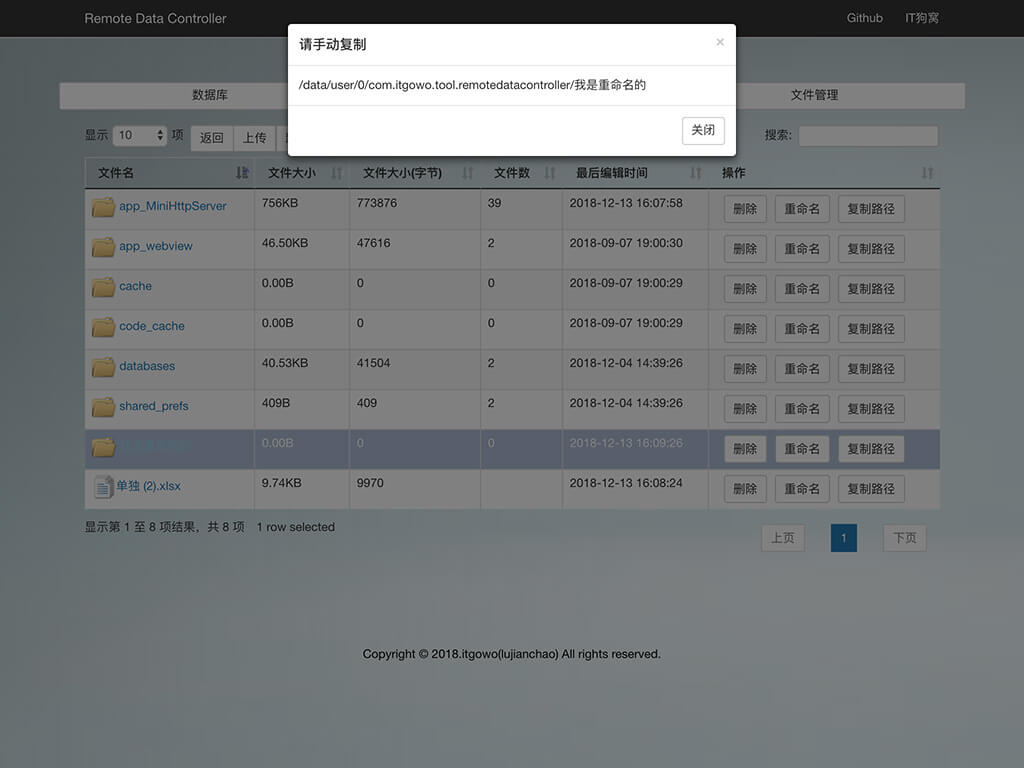 Remote Data Controller Github IT狗窝
请手动复制 ×
/data/user/0/com.itgowo.tool.remotedatacontroller/我是重命名的
关闭
数据库 文件管理
显示 10 项 返回 上传 搜索:
文件名 文件大小 文件大小(字节) 文件数 最后编辑时间 操作
app_MiniHttpServer 756KB 773876 39 2018-12-13 16:07:58 删除 重命名 复制路径
app_webview 46.50KB 47616 2 2018-09-07 19:00:30 删除 重命名 复制路径
cache 0.00B 0 0 2018-09-07 19:00:29 删除 重命名 复制路径
code_cache 0.00B 0 0 2018-09-07 19:00:29 删除 重命名 复制路径
databases 40.53KB 41504 2 2018-12-04 14:39:26 删除 重命名 复制路径
shared_prefs 409B 409 2 2018-12-04 14:39:26 删除 重命名 复制路径
0.00B 0 0 2018-12-13 16:09:26 删除 重命名 复制路径
单独 (2).xlsx 9.74KB 9970 2018-12-13 16:08:24 删除 重命名 复制路径
显示第 1 至 8 项结果，共 8 项 1 row selected
上页 1 下页
Copyright © 2018.itgowo(lujianchao) All rights reserved.